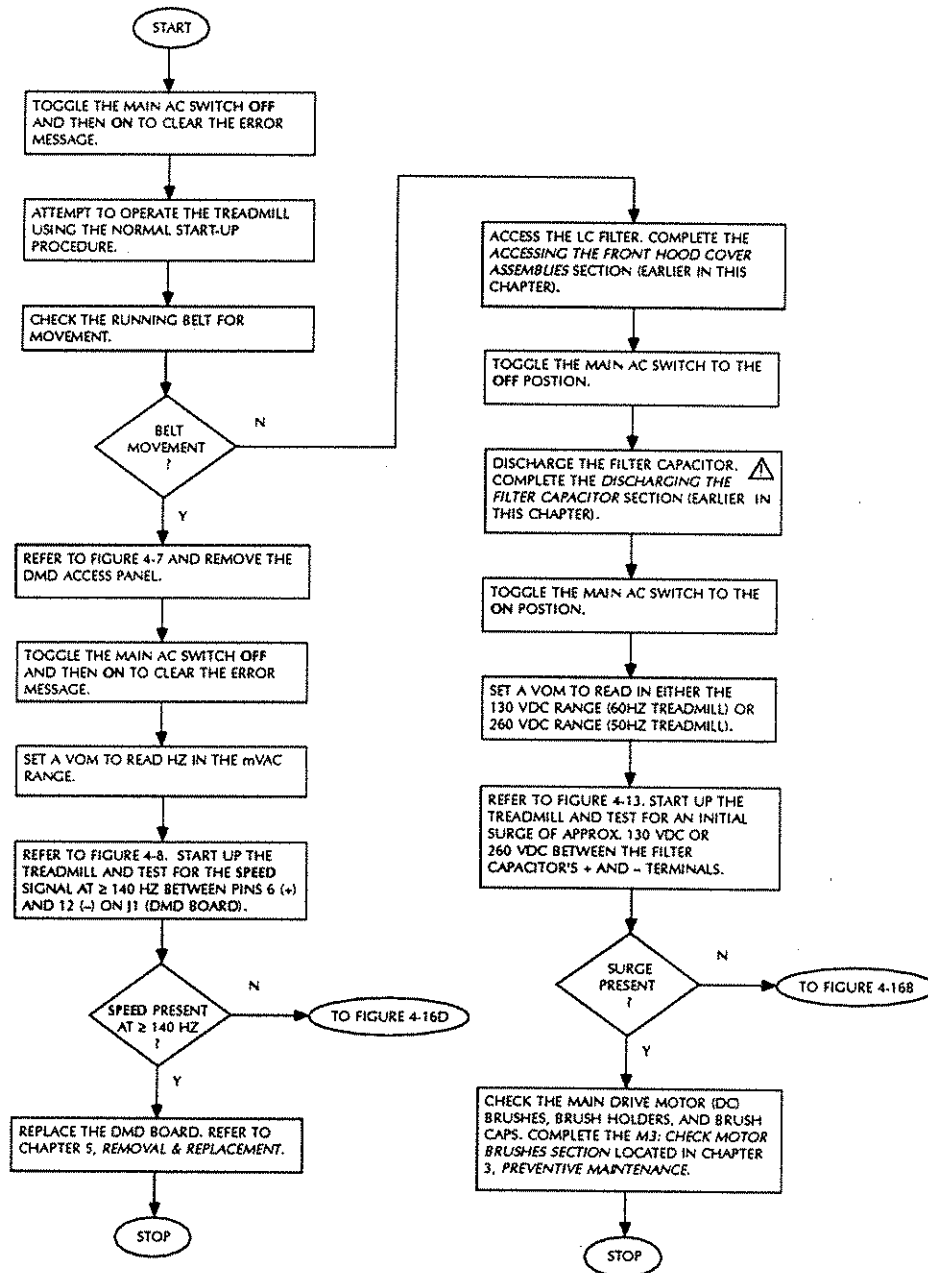 START
TOGGLE THE MAIN AC SWITCH OFF
AND THEN ON TO CLEAR THE ERROR
MESSAGE.
ATTEMPT TO OPERATE THE TREADMILL
USING THE NORMAL START-UP
PROCEDURE.
CHECK THE RUNNING BELT FOR
MOVEMENT.
BELT
MOVEMENT
?
N
Y
REFER TO FIGURE 4-7 AND REMOVE THE
DMD ACCESS PANEL.
TOGGLE THE MAIN AC SWITCH OFF
AND THEN ON TO CLEAR THE ERROR
MESSAGE.
SET A VOM TO READ HZ IN THE mVAC
RANGE.
REFER TO FIGURE 4-8. START UP THE
TREADMILL AND TEST FOR THE SPEED
SIGNAL AT ≥ 140 HZ BETWEEN PINS 6 (+)
AND 12 (–) ON J1 (DMD BOARD).
SPEED PRESENT
AT ≥ 140 HZ
?
N
TO FIGURE 4-16D
Y
REPLACE THE DMD BOARD. REFER TO
CHAPTER 5, REMOVAL & REPLACEMENT.
STOP
ACCESS THE LC FILTER. COMPLETE THE
ACCESSING THE FRONT HOOD COVER
ASSEMBLIES SECTION (EARLIER IN THIS
CHAPTER).
TOGGLE THE MAIN AC SWITCH TO THE
OFF POSTION.
DISCHARGE THE FILTER CAPACITOR.
COMPLETE THE DISCHARGING THE
FILTER CAPACITOR SECTION (EARLIER IN
THIS CHAPTER).
TOGGLE THE MAIN AC SWITCH TO THE
ON POSTION.
SET A VOM TO READ IN EITHER THE
130 VDC RANGE (60HZ TREADMILL) OR
260 VDC RANGE (50HZ TREADMILL).
REFER TO FIGURE 4-13. START UP THE
TREADMILL AND TEST FOR AN INITIAL
SURGE OF APPROX. 130 VDC OR
260 VDC BETWEEN THE FILTER
CAPACITOR'S + AND – TERMINALS.
SURGE
PRESENT
?
N
TO FIGURE 4-16B
Y
CHECK THE MAIN DRIVE MOTOR (DC)
BRUSHES, BRUSH HOLDERS, AND BRUSH
CAPS. COMPLETE THE M3: CHECK MOTOR
BRUSHES SECTION LOCATED IN CHAPTER
3, PREVENTIVE MAINTENANCE.
STOP